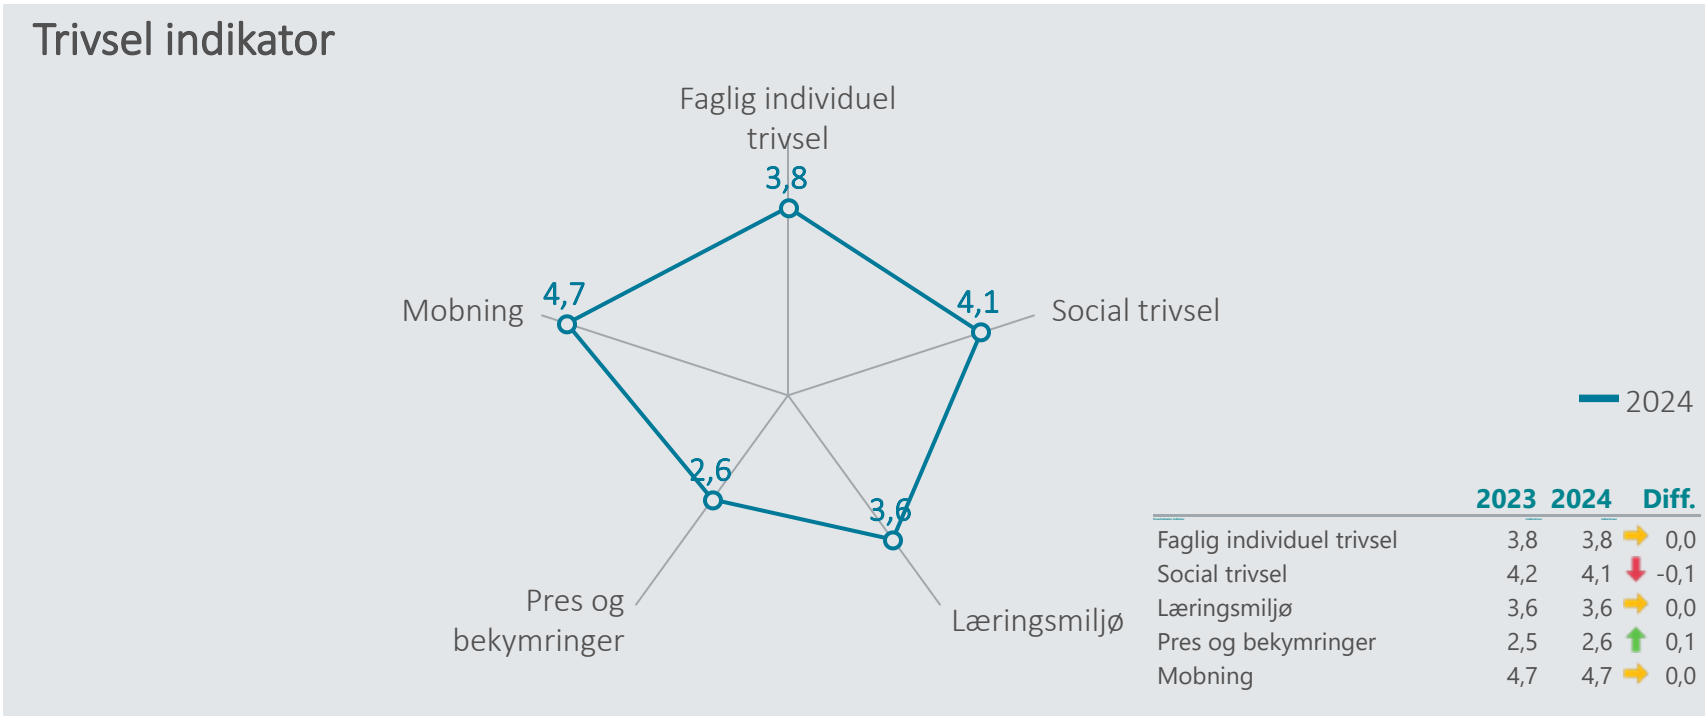 Trivsel indikator
Faglig individuel
trivsel
3,8
4,1
Social trivsel
4,7
Mobning
2024
2,6
3,6
Pres og
bekymringer
Læringsmiljø
2023 2024 Diff.
Faglig individuel trivsel 3,8 3,8 0,0
Social trivsel 4,2 4,1 -0,1
Læringsmiljø 3,6 3,6 0,0
Pres og bekymringer 2,5 2,6 0,1
Mobning 4,7 4,7 0,0